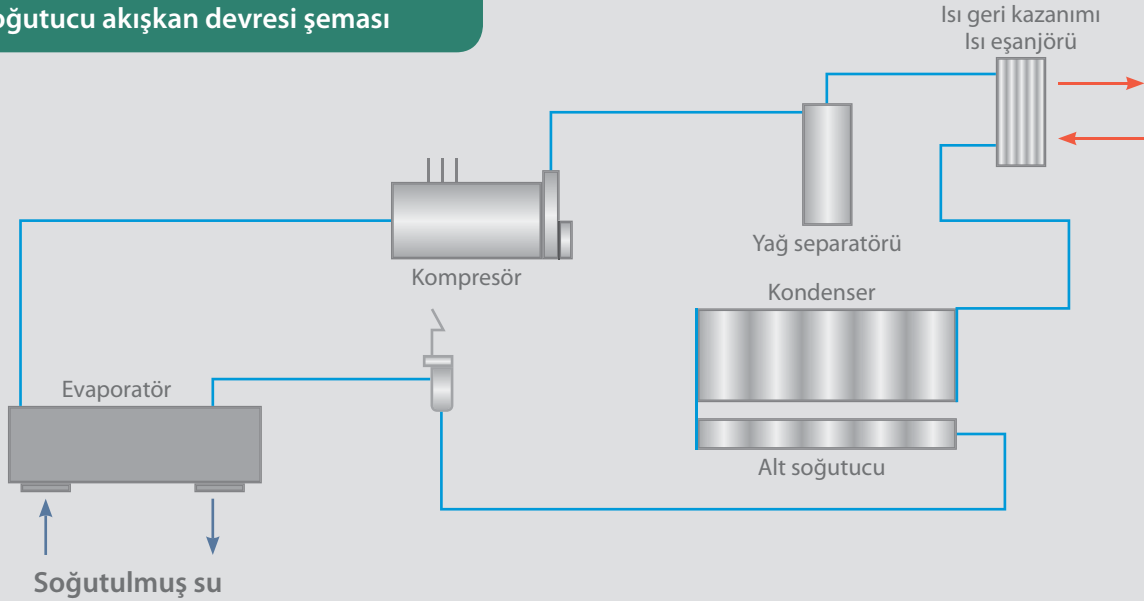 oğutucu akışkan devresi şeması
Isı geri kazanımı
Isı eşanjörü
Kompresör
Yağ separatörü
Kondenser
Evaporatör
Alt soğutucu
Soğutulmuş su